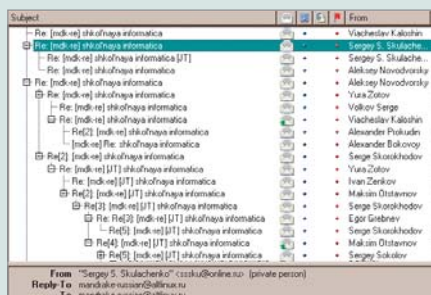 Subject From
Re: [mdk-re] shkol'naya informatica Viacheslav Kaloshin
Re: [mdk-re] shkol'naya informatica Sergey S. Skulache...
Re: [mdk-re] shkol'naya informatica [JT] Sergey S. Skulache...
Re: [mdk-re] shkol'naya informatica Aleksey Novodvorsky
Re: [mdk-re] shkol'naya informatica Aleksey Novodvorsky
Re: [mdk-re] shkol'naya informatica Yura Zotov
Re: [mdk-re] shkol'naya informatica Volkov Serge
Re: [mdk-re] shkol'naya informatica Viacheslav Kaloshin
Re[2]: [mdk-re] shkol'naya informatica Alexander Prokudin
[mdk-re] Re: shkol'naya informatica Alexander Bokovoy
Re[2]: [mdk-re] shkol'naya informatica Serge Skorokhodov
Re: [mdk-re] [JT] shkol'naya informatica Yura Zotov
Re: [mdk-re] [JT] shkol'naya informatica Ivan Zenkov
Re[2]: [mdk-re] [JT] shkol'naya informatica Maksim Otstavnov
Re[3]: [mdk-re] [JT] shkol'naya informatica Serge Skorokhodov
Re: Re[3]: [mdk-re] [JT] shkol'naya informatica Egor Grebnev
Re[5]: [mdk-re] [JT] shkol'naya informatica Serge Skorokhodov
Re[4]: [mdk-re] [JT] shkol'naya informatica Maksim Otstavnov
Re[5]: [mdk-re] [JT] shkol'naya informatica Sergey Sokolov
From "Sergey S. Skulachenko" <sssku@online.ru> (private person)
Reply-To mandrake-russian@altlinux.ru
To mandrake-russian@altlinux.ru